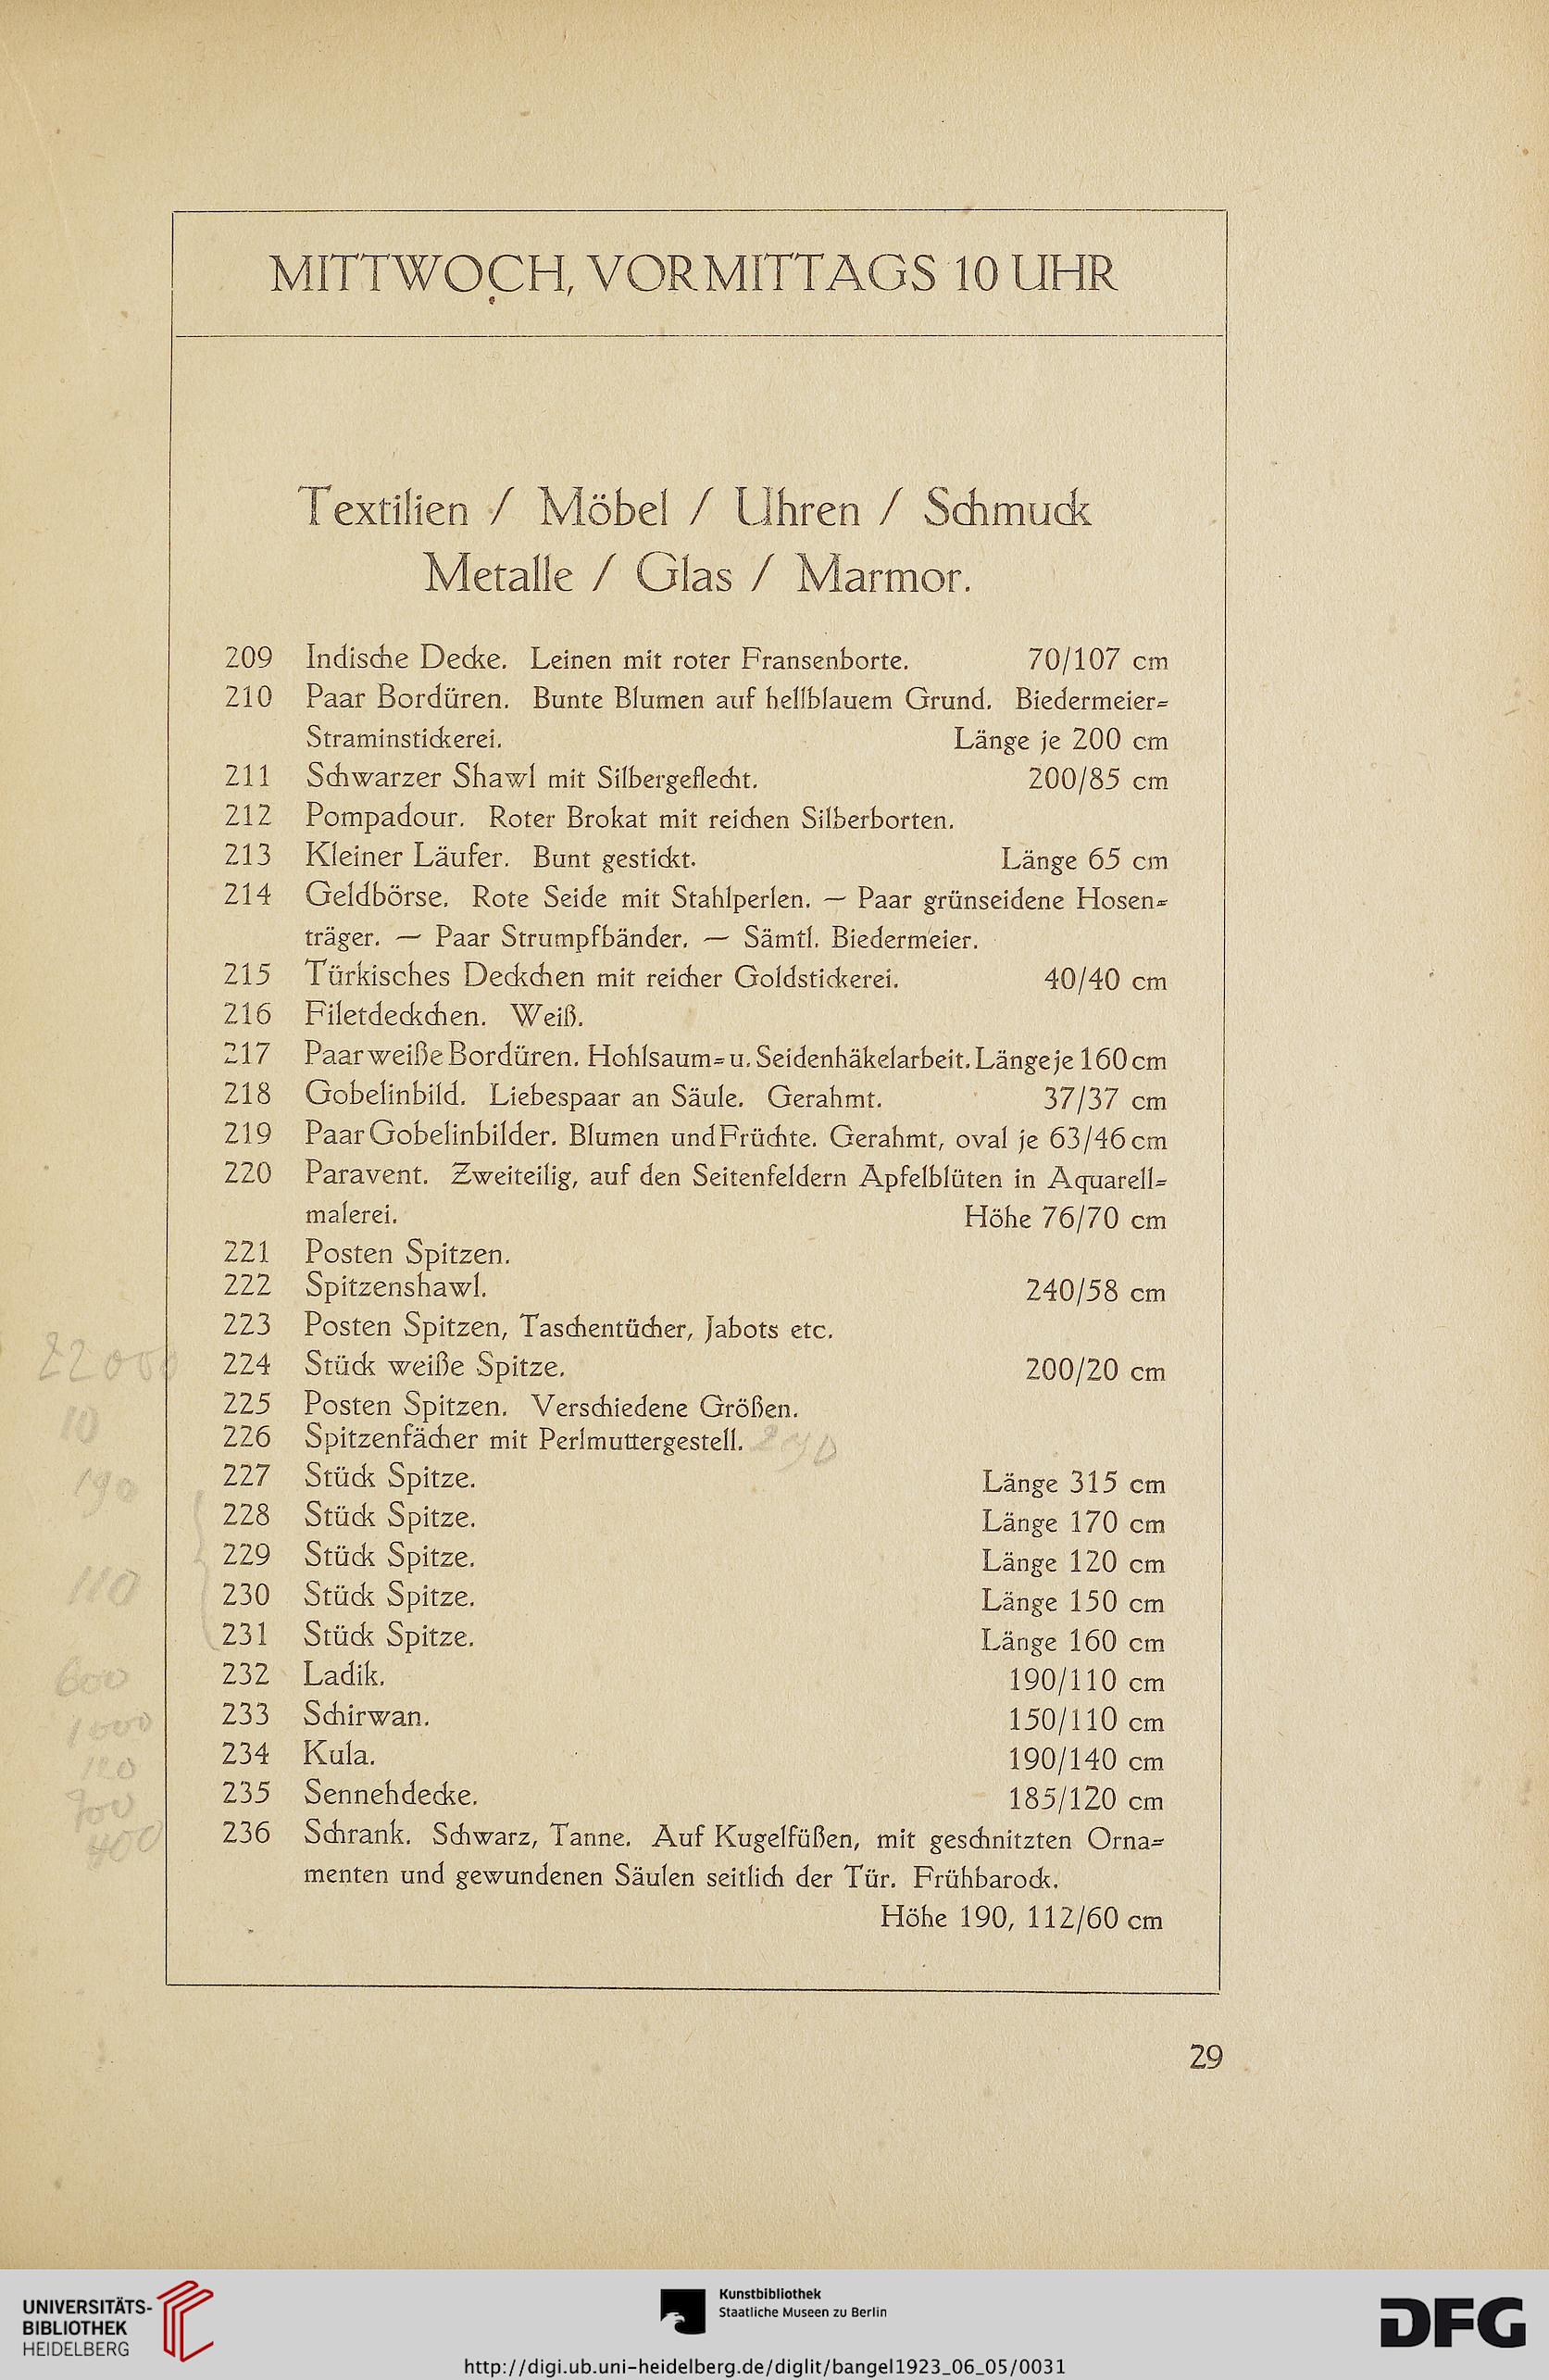 MITTWOCH, VORMITTAGS 10 UHR
Textilien / Möbel / Uhren / Schmuck
Metalle / Glas / Marmor.
209 Indische Decke. Leinen mit roter Fransenborte. 70/107 cm
210 Paar Bordüren. Bunte Blumen auf hellblauem Grund. Biedermeier-
Straminstickerei. Länge je 200 cm
211 Schwarzer Shawl mit Silbergeflecht. 200/85 cm
212 Pompadour. Roter Brokat mit reichen Silberborten.
213 Kleiner Läufer. Bunt gestickt. Länge 65 cm
214 Geldbörse. Rote Seide mit Stahlperlen. — Paar grünseidene Hosen-
träger. — Paar Strumpfbänder. — Sämtl. Biedermeier.
215 Türkisches Deckchen mit reicher Goldstickerei. 40/40 cm
216 Filetdeckchen. Weiß.
217 Paar weiße Bordüren. Hohlsaum- u. Seidenhäkelarbeit. Länge je 160 cm
218 Gobelinbild. Liebespaar an Säule. Gerahmt. 37/37 cm
219 Paar Gobelinbilder. Blumen und Früchte. Gerahmt, oval je 63/46 cm
220 Paravent. Zweiteilig, auf den Seitenfeldern Apfelblüten in Aquarell-
malerei. Höhe 76/70 cm
221 Posten Spitzen.
222 Spitzenshawl. 240/58 cm
223 Posten Spitzen, Taschentücher, Jabots etc.
22000 224 Stück weiße Spitze. 200/20 cm
10 225 Posten Spitzen. Verschiedene Größen.
226 Spitzenfächer mit Perlmuttergestell.
190 227 Stück Spitze. Länge 315 cm
228 Stück Spitze. Länge 170 cm
229 Stück Spitze. Länge 120 cm
110 230 Stück Spitze. Länge 150 cm
231 Stück Spitze. Länge 160 cm
600 232 Ladik. 190/110 cm
1000 233 Schirwan. 150/110 cm
120 234 Kula. 190/140 cm
235 Sennehdecke. 185/120 cm
400 236 Schrank. Schwarz, Tanne. Auf Kugelfüßen, mit geschnitzten Orna-
menten und gewundenen Säulen seitlich der Tür. Frühbarock.
Höhe 190, 112/60 cm
29
UNIVERSITÄTS-
BIBLIOTHEK
HEIDELBERG
Kunstbibliothek
Staatliche Museen zu Berlin
DFG
http://digi.ub.uni-heidelberg.de/diglit/bangel1923_06_05/0031